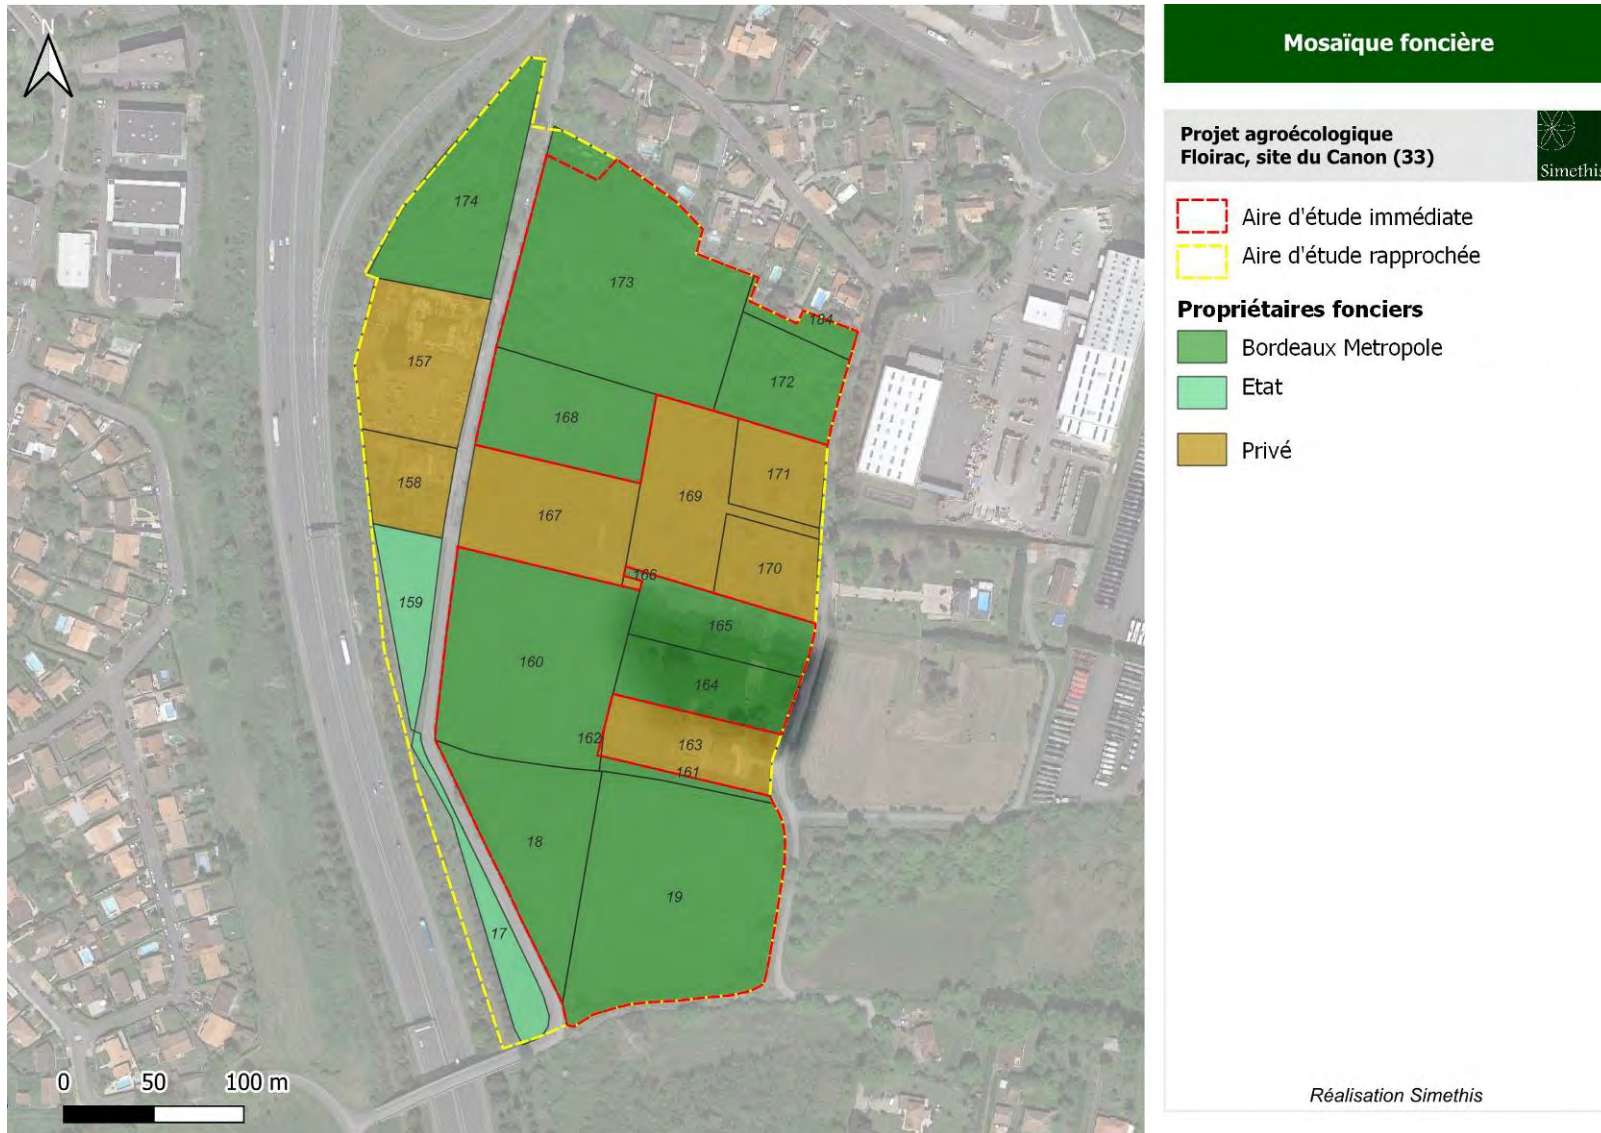 N
174
173
184
157
172
168
158
171
169
167
170
166
159
165
160
164
162
163
161
18
19
17
0 50 100 m
Mosaïque foncière
Projet agroécologique
Floirac, site du Canon (33)
Simethis
Aire d'étude immédiate
Aire d'étude rapprochée
Propriétaires fonciers
Bordeaux Metropole
Etat
Privé
Réalisation Simethis